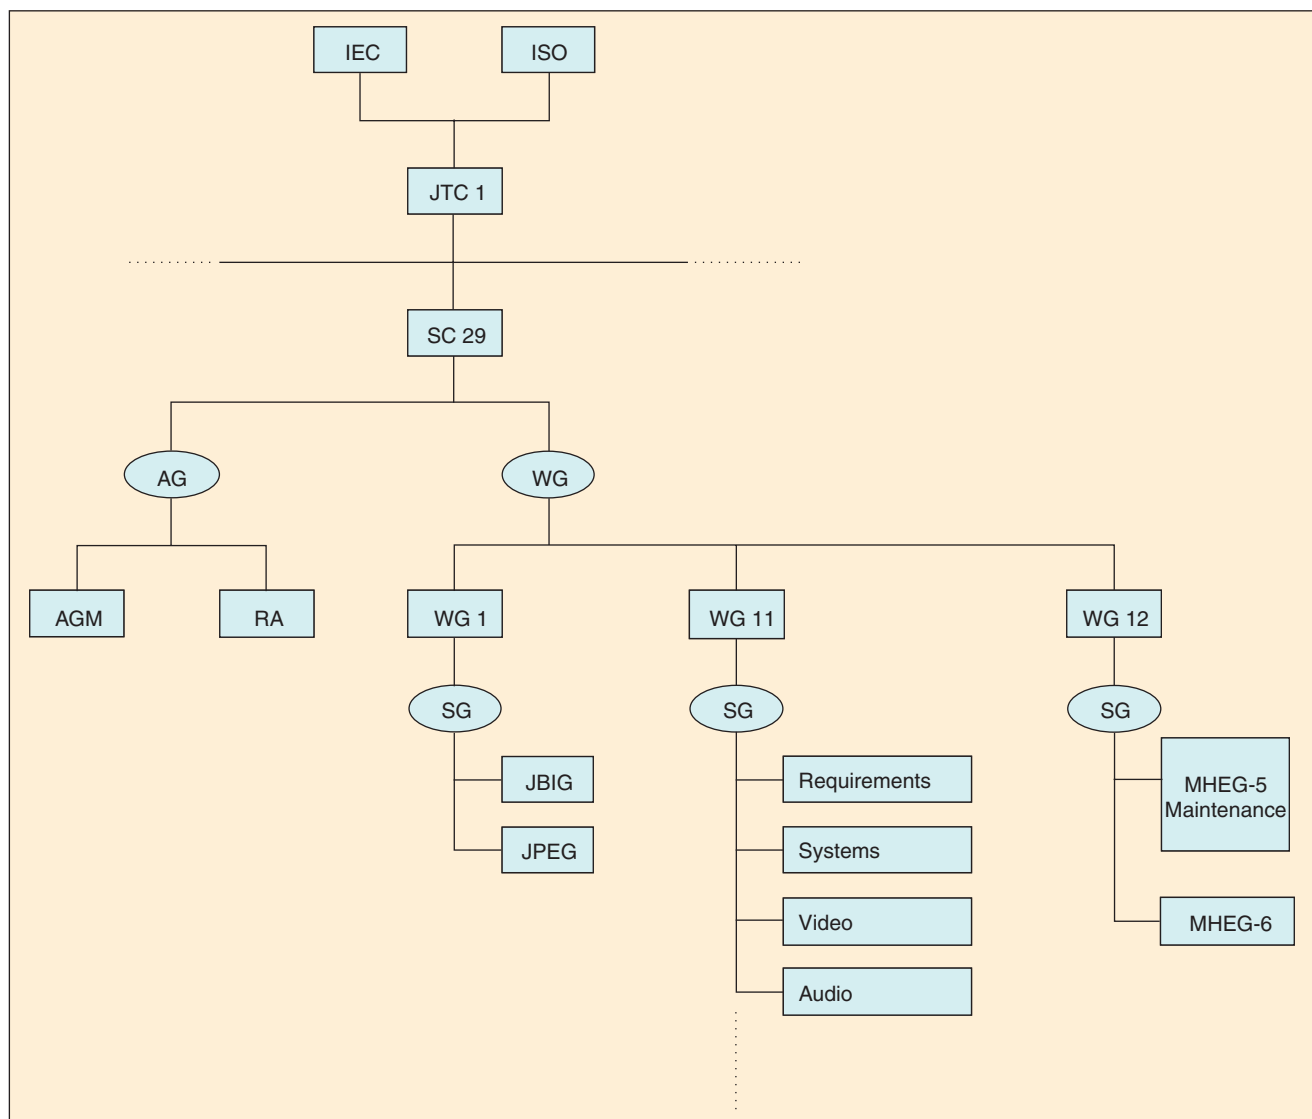 IEC
ISO
JTC 1
SC 29
AG
WG
AGM
RA
WG 1
WG 11
WG 12
SG
SG
SG
JBIG
JPEG
Requirements
Systems
Video
Audio
MHEG-5
Maintenance
MHEG-6